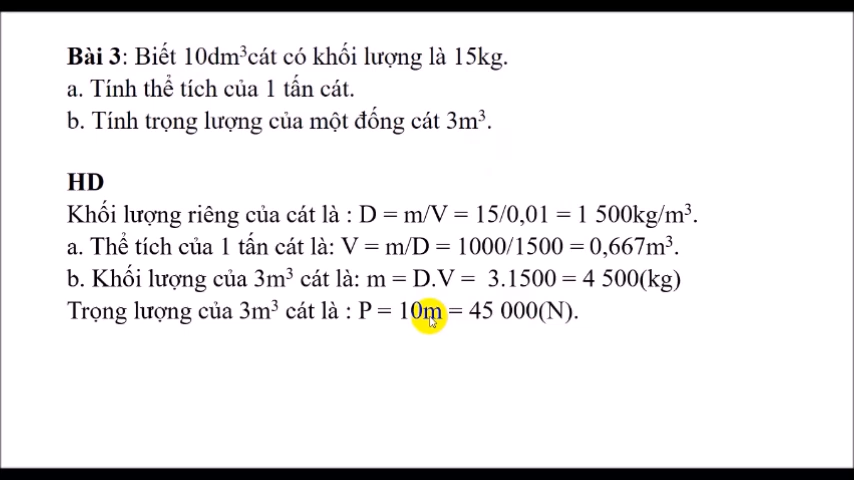 Bài 3: Biết 10dm³cát có khối lượng là 15kg.
a. Tính thể tích của 1 tấn cát.
b. Tính trọng lượng của một đống cát 3m³.
HD
Khối lượng riêng của cát là : D = m/V = 15/0,01 = 1 500kg/m³.
a. Thể tích của 1 tấn cát là: V = m/D = 1000/1500 = 0,667m³.
b. Khối lượng của 3m³ cát là: m = D.V = 3.1500 = 4 500(kg)
Trọng lượng của 3m³ cát là : P = 10m = 45 000(N).